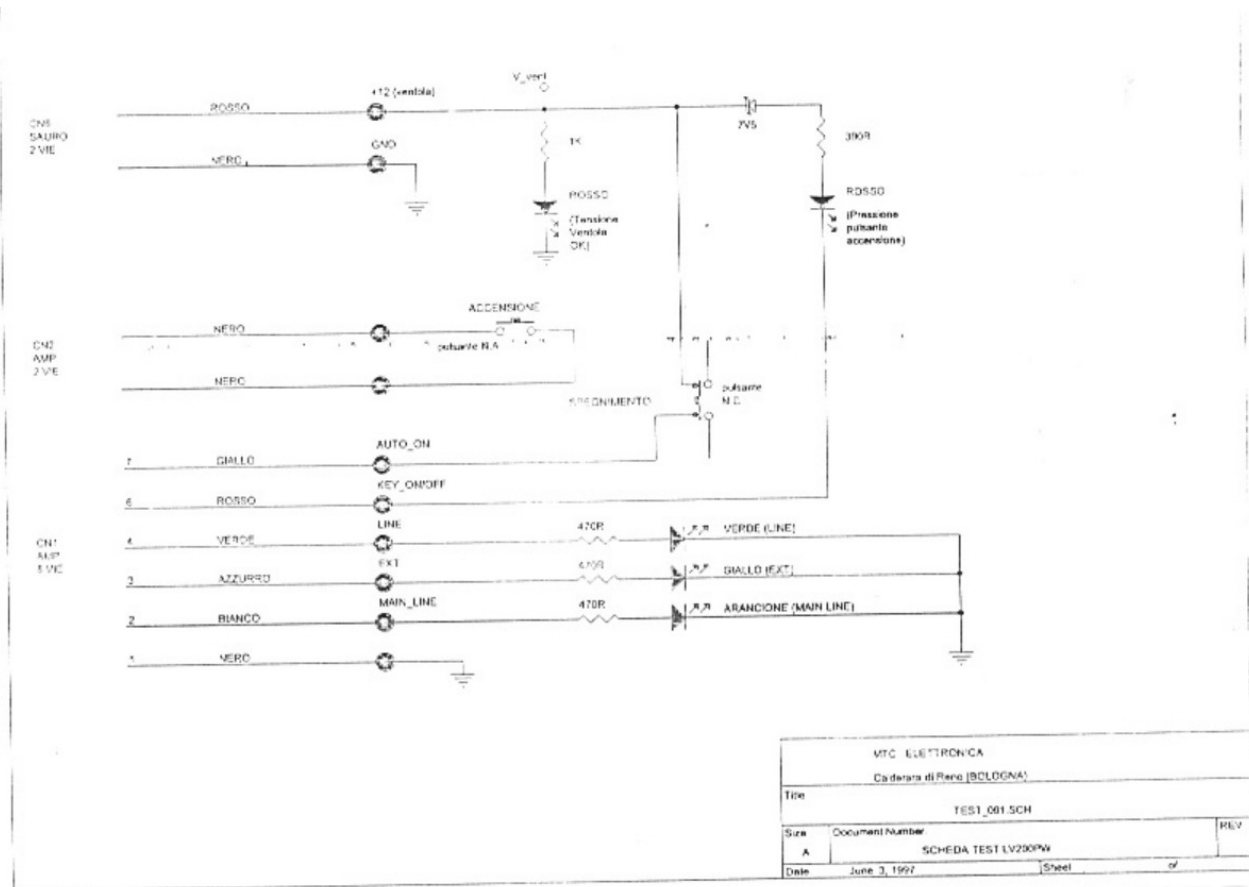 V_vent
+12 (ventola)
ROSSO
CN5
SAURO
2 VIE
GND
NERO
1K
7V5
390R
ROSSO
(Tensione
Ventola
OK)
ROSSO
(Pressione
pulsante
accensione)
ACCENSIONE
NERO
pulsante N.A.
CN2
AMP
2 VIE
NERO
SPEGNIMENTO
pulsante
N.C.
AUTO_ON
7 GIALLO
KEY_ON/OFF
6 ROSSO
LINE
470R
VERDE (LINE)
4 VERDE
CN1
AMP
EXT
470R
GIALLO (EXT)
3 AZZURRO
MAIN_LINE
470R
ARANCIONE (MAIN LINE)
2 BIANCO
NERO
ELETTRONICA
Calderara di Reno (BOLOGNA)
Title
TEST_001.SCH
Size Document Number REV
A SCHEDA TEST LV200PW
Date June 3, 1997 Sheet of